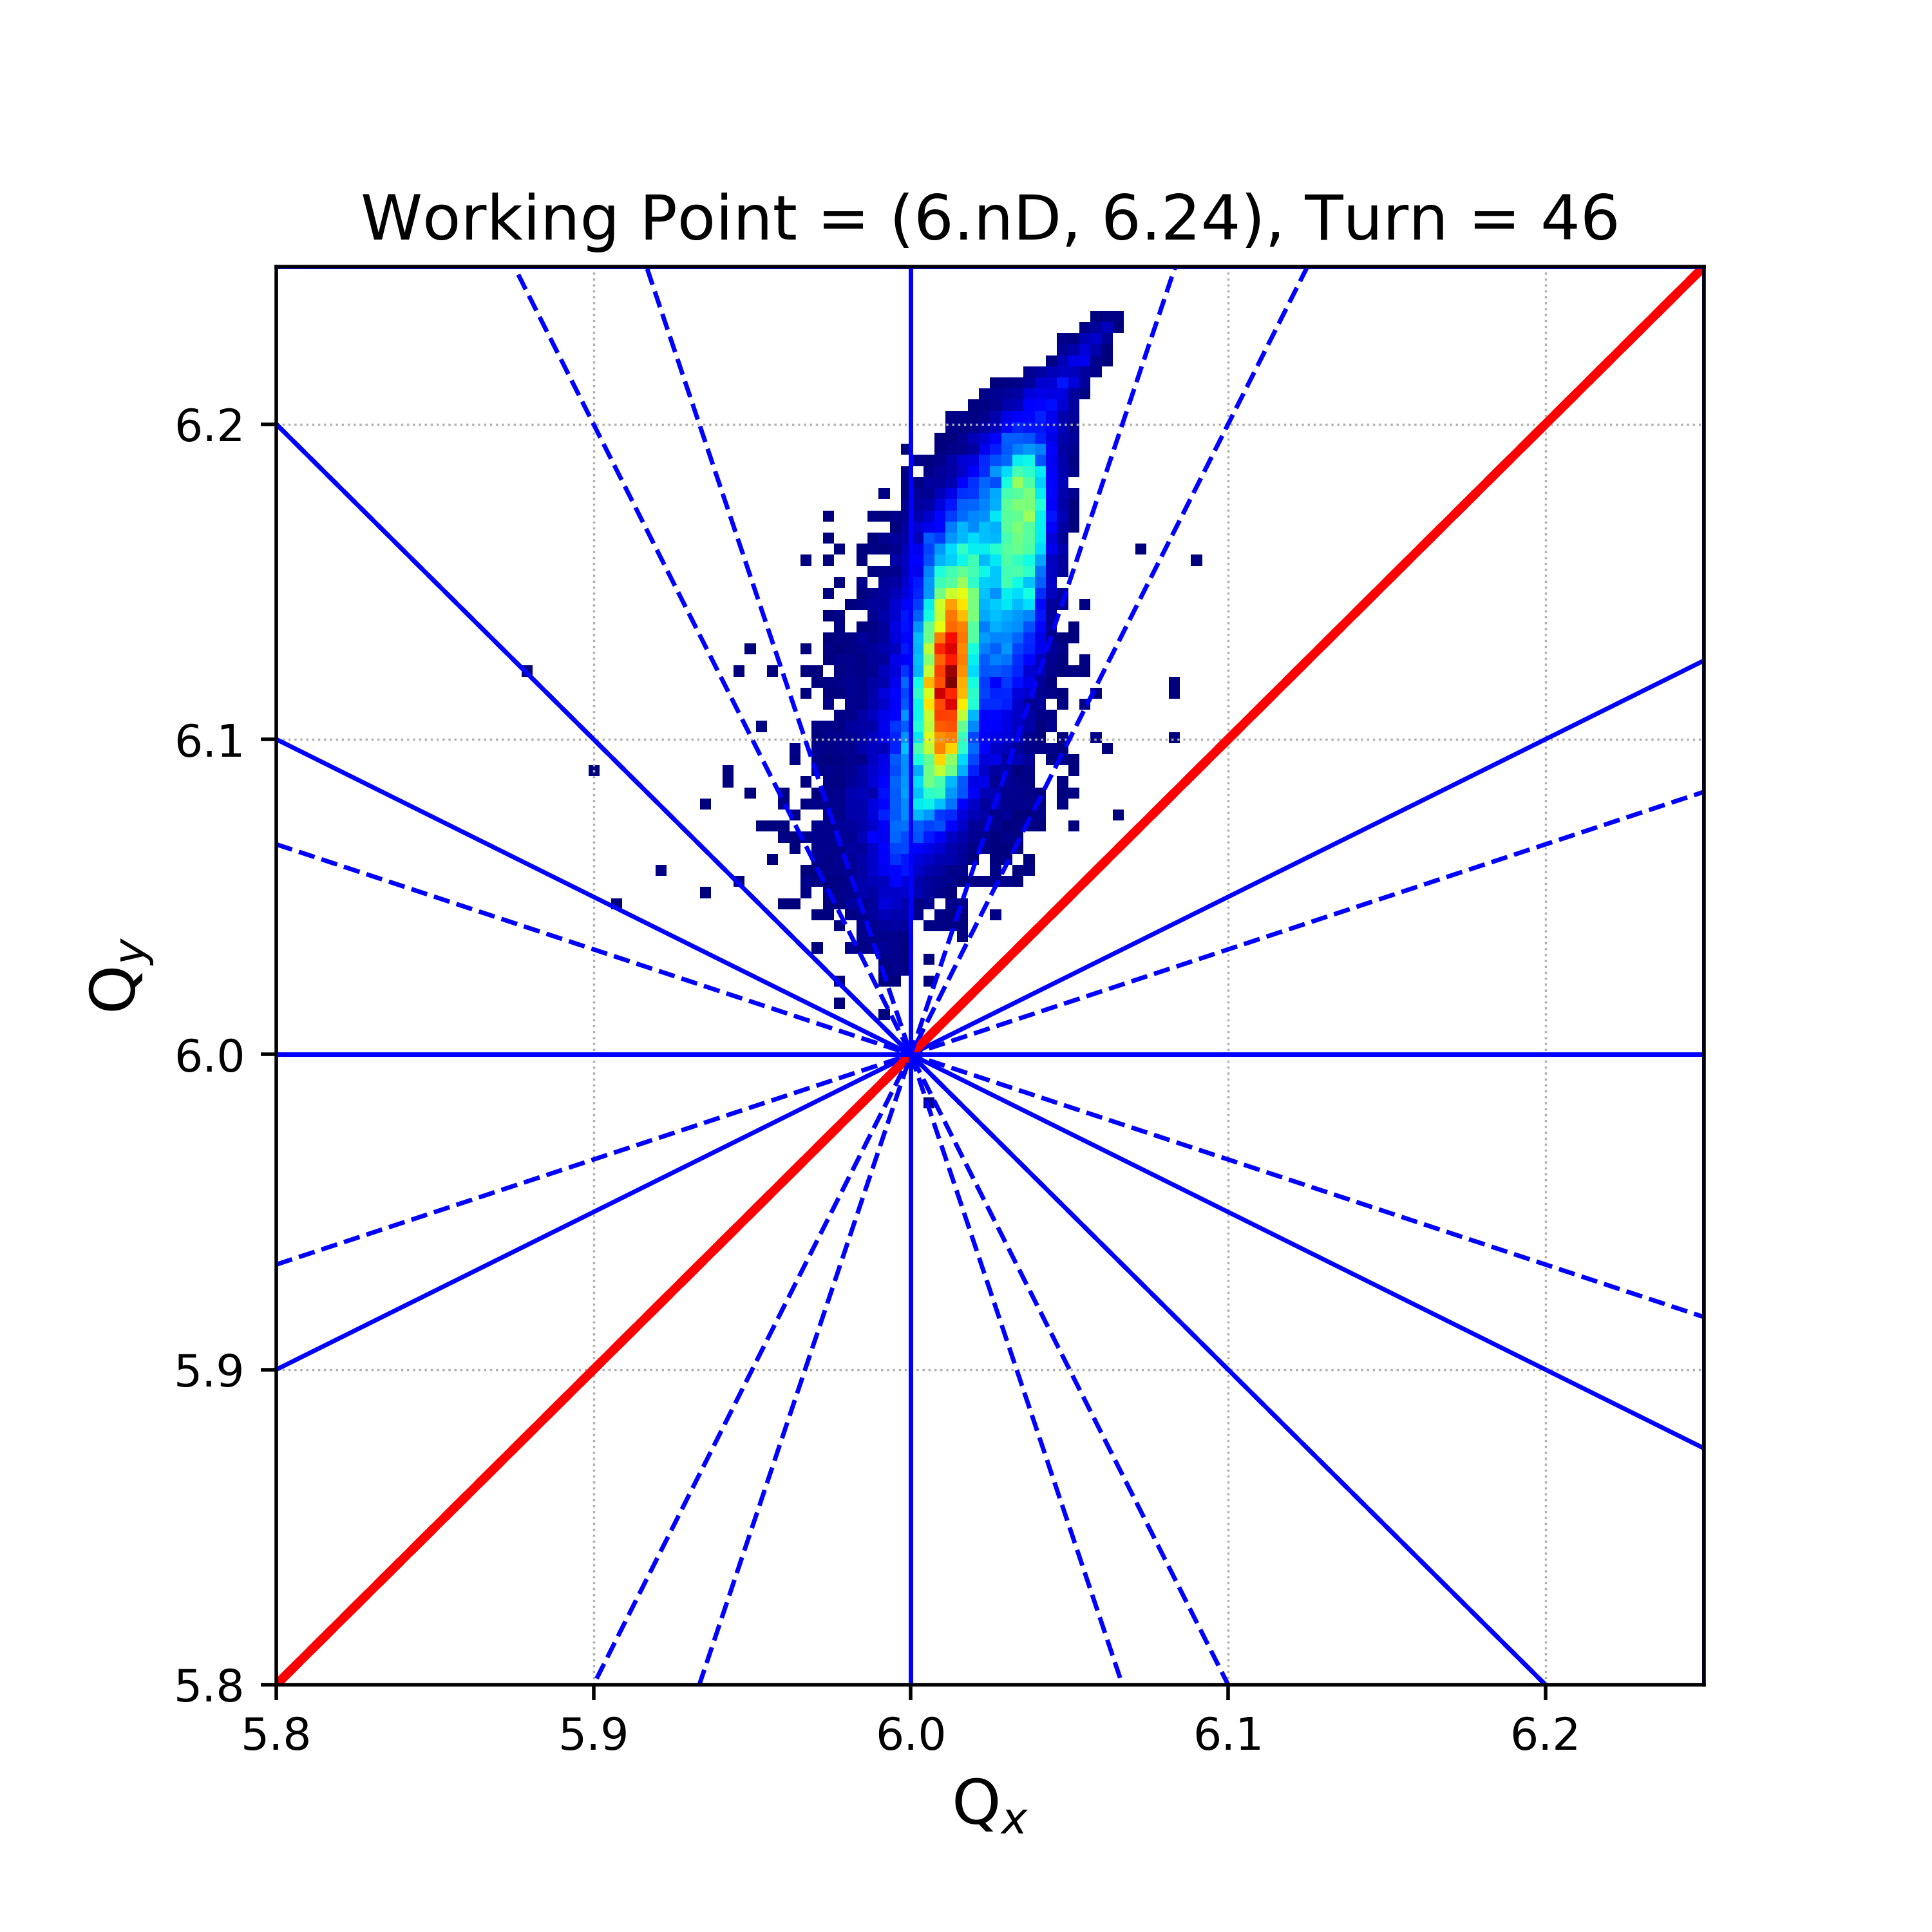 Working Point = (6.nD, 6.24), Turn = 46
6.2
6.1
6.0
5.9
5.8
Qy
5.8 5.9 6.0 6.1 6.2
Qx